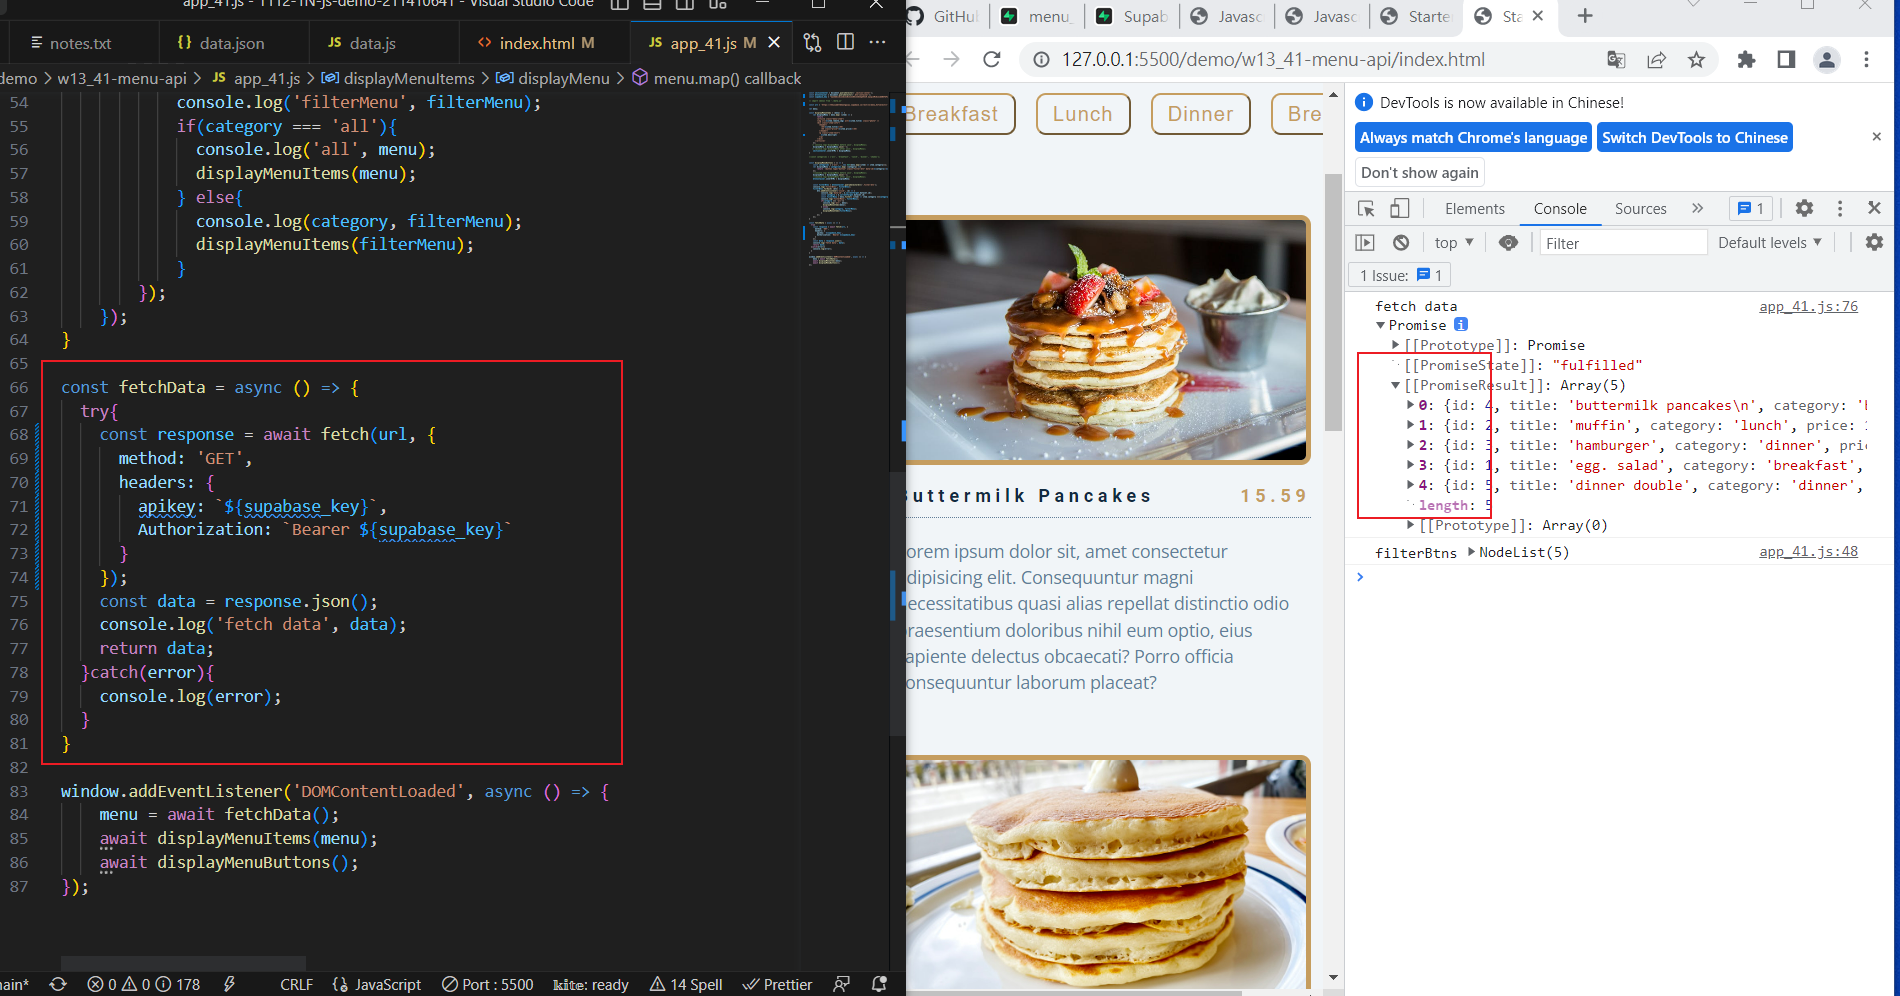 app_41.js - 1112-1N-js-demo-211410641 - Visual Studio Code
notes.txt
{} data.json
JS data.js
<> index.html M
JS app_41.js M
demo > w13_41-menu-api > JS app_41.js > displayMenuItems > displayMenu > menu.map() callback
54 console.log('filterMenu', filterMenu);
55 if(category === 'all'){
56 console.log('all', menu);
57 displayMenuItems(menu);
58 } else{
59 console.log(category, filterMenu);
60 displayMenuItems(filterMenu);
61 }
62 });
63 });
64 }
65
66 const fetchData = async () => {
67 try{
68 const response = await fetch(url, {
69 method: 'GET',
70 headers: {
71 apikey: `${supabase_key}`,
72 Authorization: `Bearer ${supabase_key}`
73 }
74 });
75 const data = response.json();
76 console.log('fetch data', data);
77 return data;
78 }catch(error){
79 console.log(error);
80 }
81 }
82
83 window.addEventListener('DOMContentLoaded', async () => {
84 menu = await fetchData();
85 await displayMenuItems(menu);
86 await displayMenuButtons();
87 });
ain* 0 0 178 CRLF {} JavaScript Port : 5500 kite: ready 14 Spell Prettier
GitHu
menu_
Supab
Javasc
Javasc
Starte
Sta
127.0.0.1:5500/demo/w13_41-menu-api/index.html
Breakfast
Lunch
Dinner
Bre
Buttermilk Pancakes 15.59
orem ipsum dolor sit, amet consectetur
dipisicing elit. Consequuntur magni
ecessitatibus quasi alias repellat distinctio odio
raesentium doloribus nihil eum optio, eius
apiente delectus obcaecati? Porro officia
onsequuntur laborum placeat?
DevTools is now available in Chinese!
Always match Chrome's language
Switch DevTools to Chinese
Don't show again
Elements
Console
Sources
» 1
top
Filter
Default levels
1 Issue: 1
fetch data app_41.js:76
Promise i
[[Prototype]]: Promise
[[PromiseState]]: "fulfilled"
[[PromiseResult]]: Array(5)
0: {id: 4, title: 'buttermilk pancakes\n', category: 'l
1: {id: 2, title: 'muffin', category: 'lunch', price:
2: {id: 3, title: 'hamburger', category: 'dinner', pri
3: {id: 1, title: 'egg. salad', category: 'breakfast',
4: {id: 5, title: 'dinner double', category: 'dinner',
length: 5
[[Prototype]]: Array(0)
filterBtns NodeList(5) app_41.js:48